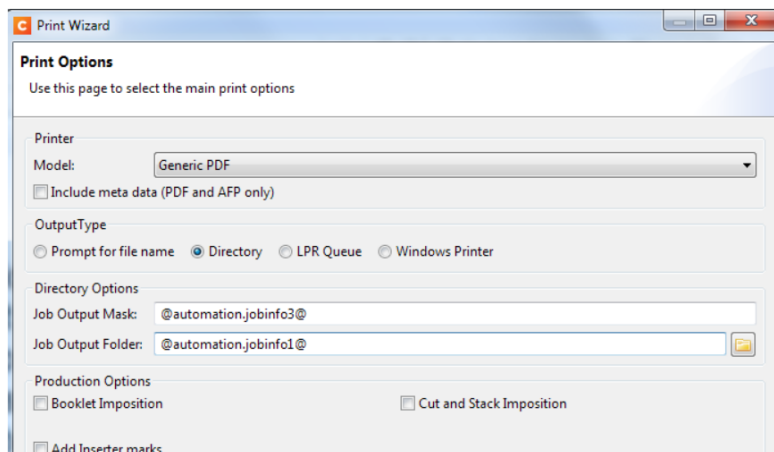 C Print Wizard
Print Options
Use this page to select the main print options
Printer
Model: Generic PDF
Include meta data (PDF and AFP only)
OutputType
Prompt for file name Directory LPR Queue Windows Printer
Directory Options
Job Output Mask: @automation.jobinfo3@
Job Output Folder: @automation.jobinfo1@
Production Options
Booklet Imposition Cut and Stack Imposition
Add Inserter marks